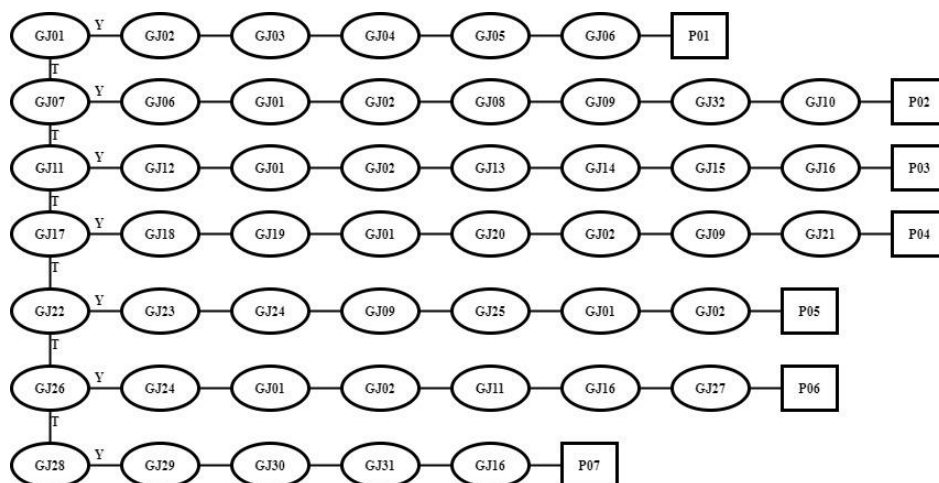 GJ01 Y GJ02 GJ03 GJ04 GJ05 GJ06 P01
T
GJ07 Y GJ06 GJ01 GJ02 GJ08 GJ09 GJ32 GJ10 P02
T
GJ11 Y GJ12 GJ01 GJ02 GJ13 GJ14 GJ15 GJ16 P03
T
GJ17 Y GJ18 GJ19 GJ01 GJ20 GJ02 GJ09 GJ21 P04
T
GJ22 Y GJ23 GJ24 GJ09 GJ25 GJ01 GJ02 P05
T
GJ26 Y GJ24 GJ01 GJ02 GJ11 GJ16 GJ27 P06
T
GJ28 Y GJ29 GJ30 GJ31 GJ16 P07